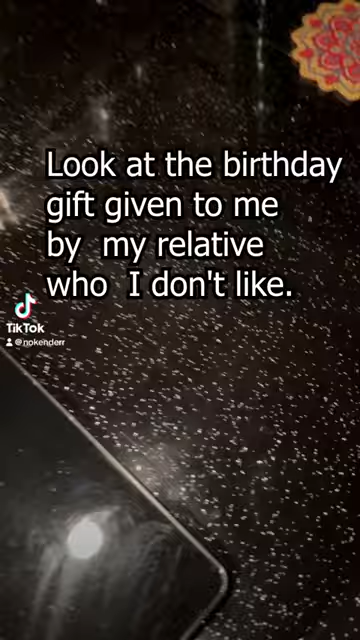 Look at the birthday
gift given to me
by my relative
who I don't like.
TikTok
@nokenderr